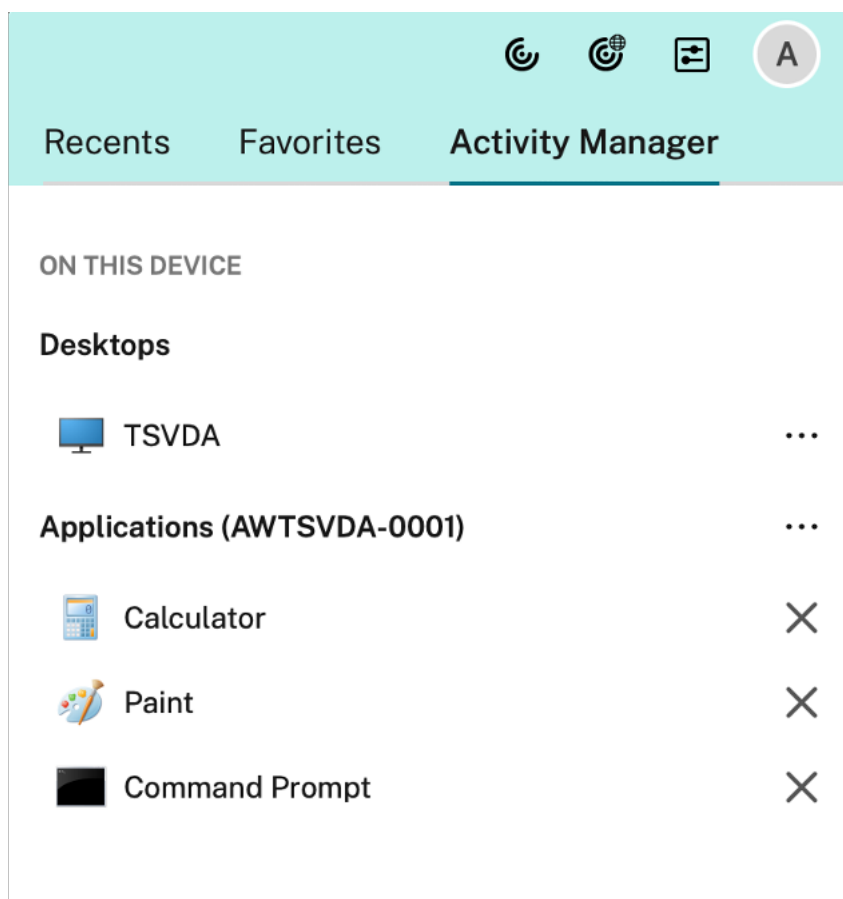 A
Recents Favorites Activity Manager
ON THIS DEVICE
Desktops
TSVDA ...
Applications (AWTSVDA-0001) ...
Calculator
Paint
Command Prompt